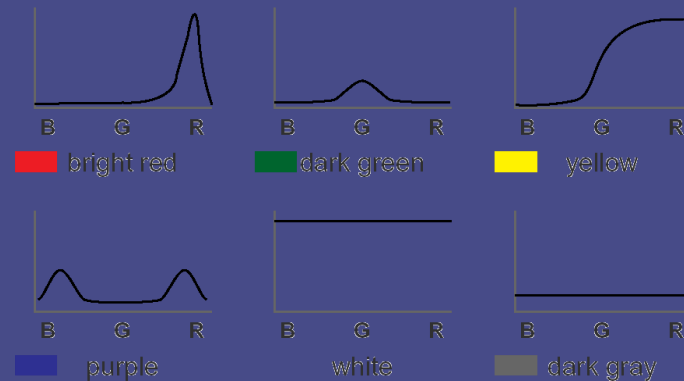 B G R B G R B G R
bright red dark green yellow
B G R B G R B G R
purple white dark gray